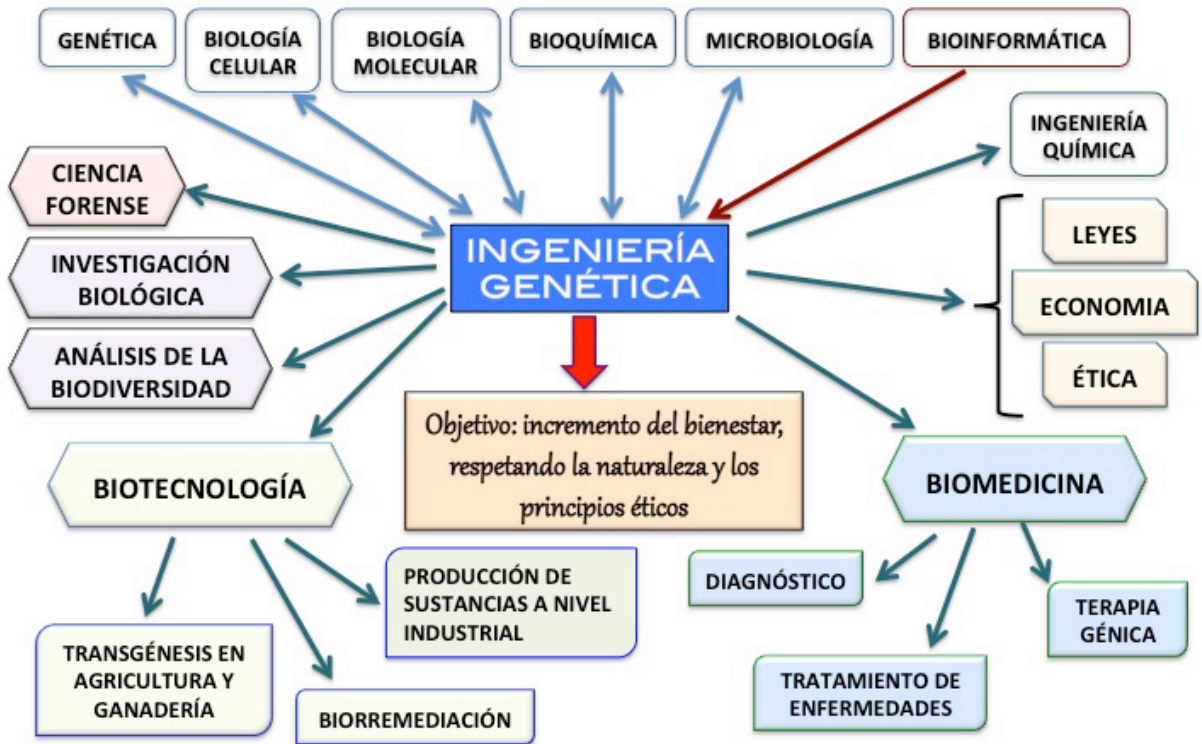 GENÉTICA
BIOLOGÍA
CELULAR
BIOLOGÍA
MOLECULAR
BIOQUÍMICA
MICROBIOLOGÍA
BIOINFORMÁTICA
INGENIERÍA
QUÍMICA
CIENCIA
FORENSE
INVESTIGACIÓN
BIOLÓGICA
ANÁLISIS DE LA
BIODIVERSIDAD
INGENIERÍA
GENÉTICA
LEYES
ECONOMIA
ÉTICA
Objetivo: incremento del bienestar,
respetando la naturaleza y los
principios éticos
BIOTECNOLOGÍA
BIOMEDICINA
TRANSGÉNESIS EN
AGRICULTURA Y
GANADERÍA
BIORREMEDIACIÓN
PRODUCCIÓN DE
SUSTANCIAS A NIVEL
INDUSTRIAL
DIAGNÓSTICO
TRATAMIENTO DE
ENFERMEDADES
TERAPIA
GÉNICA